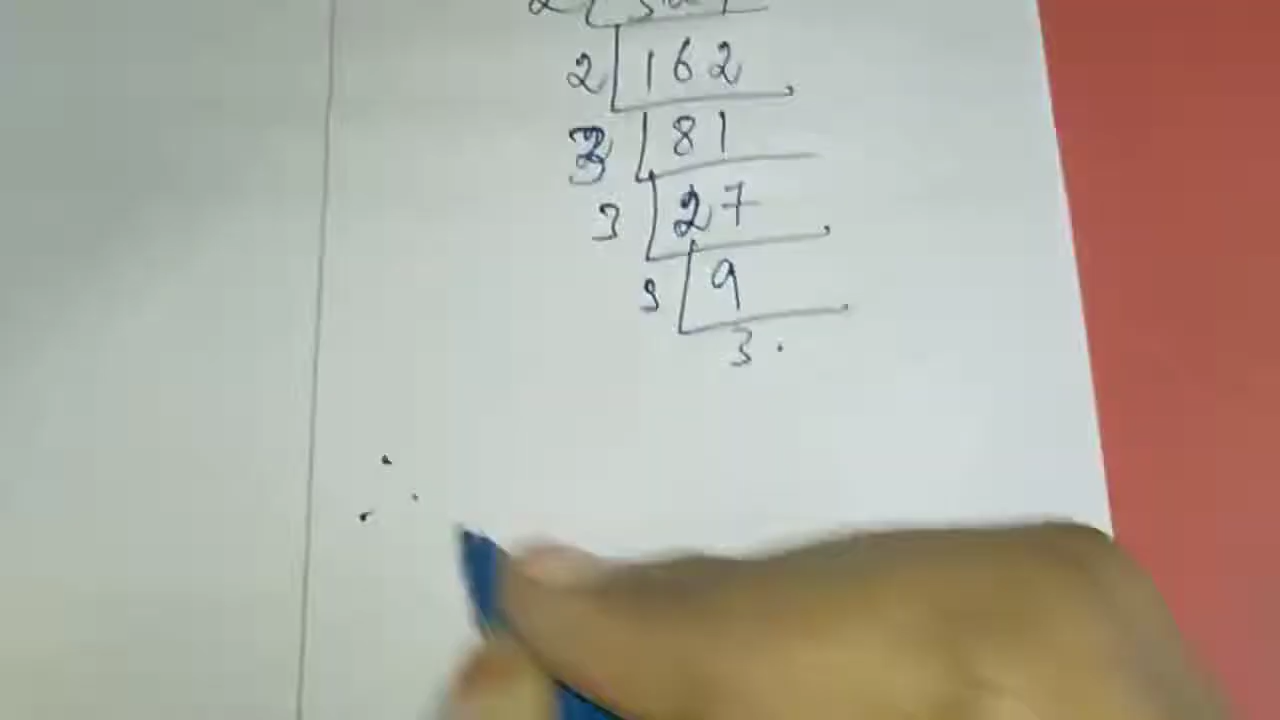 2 | 162
3 | 81
3 | 27
3 | 9
3 .